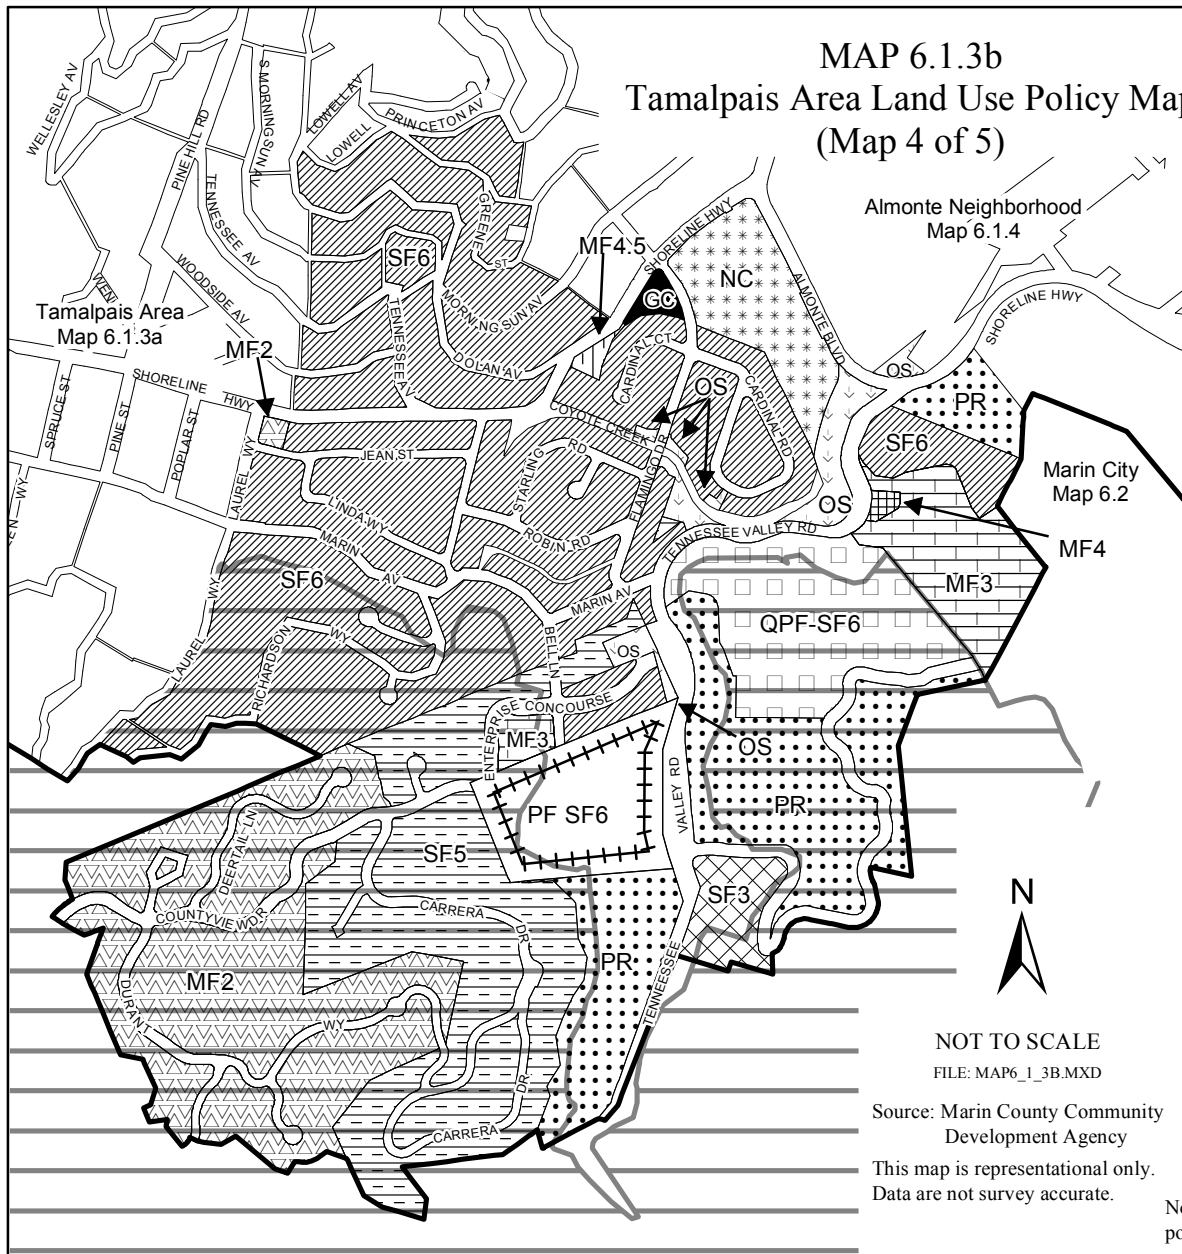 MAP 6.1.3b
Tamalpais Area Land Use Policy Map
(Map 4 of 5)
WELLESLEY AV
PINE HILL RD
S MORNING SUN AV
LOWELL AV
LOWELL
PRINCETON AV
TENNESSEE AV
WOODSIDE AV
GREENE ST
SF6
MF4.5
SHORELINE HWY
Almonte Neighborhood
Map 6.1.4
NC
GC
ALMONTE BLVD
SHORELINE HWY
Tamalpais Area
Map 6.1.3a
MF2
MORNING SUN AV
TENNESSEE AV
DOLAN AV
CARDINAL CT
CARDINAL RD
OS
OS
PR
SHORELINE
HWY
SPRUCE ST
PINE ST
POPLAR ST
LAUREL WY
JEAN ST
COYOTE CREEK
STARLING
RD
FLAMINGO DR
SF6
Marin City
Map 6.2
OS
MF4
LINDA WY
MARIN
AV
ROBIN RD
TENNESSEE VALLEY RD
MF3
SF6
MARIN AV
QPF-SF6
LAUREL
WY
RICHARDSON
WY
BELL LN
OS
ENTERPRISE CONCOURSE
MF3
OS
PF SF6
VALLEY RD
PR
DEERTAIL LN
SF5
COUNTYVIEW DR
CARRERA
DR
SF3
N
MF2
PR
DURANT
WY
TENNEESSEE
DR
CARRERA
NOT TO SCALE
FILE: MAP6_1_3B.MXD
Source: Marin County Community
Development Agency
This map is representational only.
Data are not survey accurate.